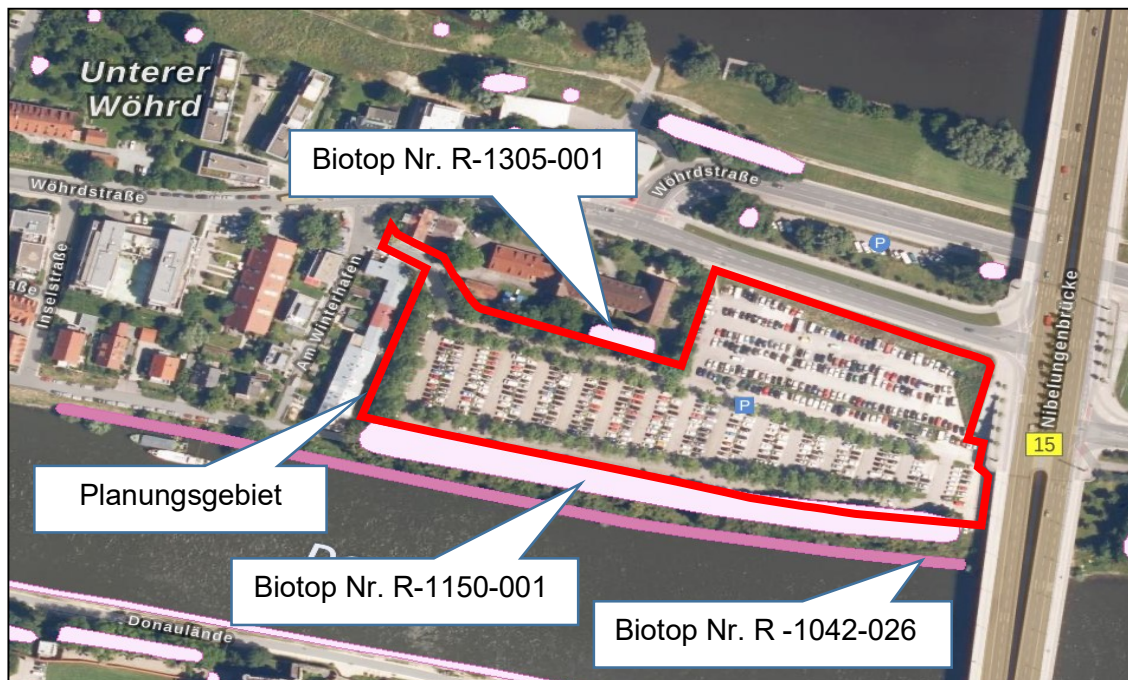 Unterer
Wöhrd
Biotop Nr. R-1305-001
Wöhrdstraße
Wöhrdstraße
P
Inselstraße
Am Winterhafen
Nibelungenbrücke
P
15
Planungsgebiet
Biotop Nr. R-1150-001
Donaulände
Biotop Nr. R -1042-026